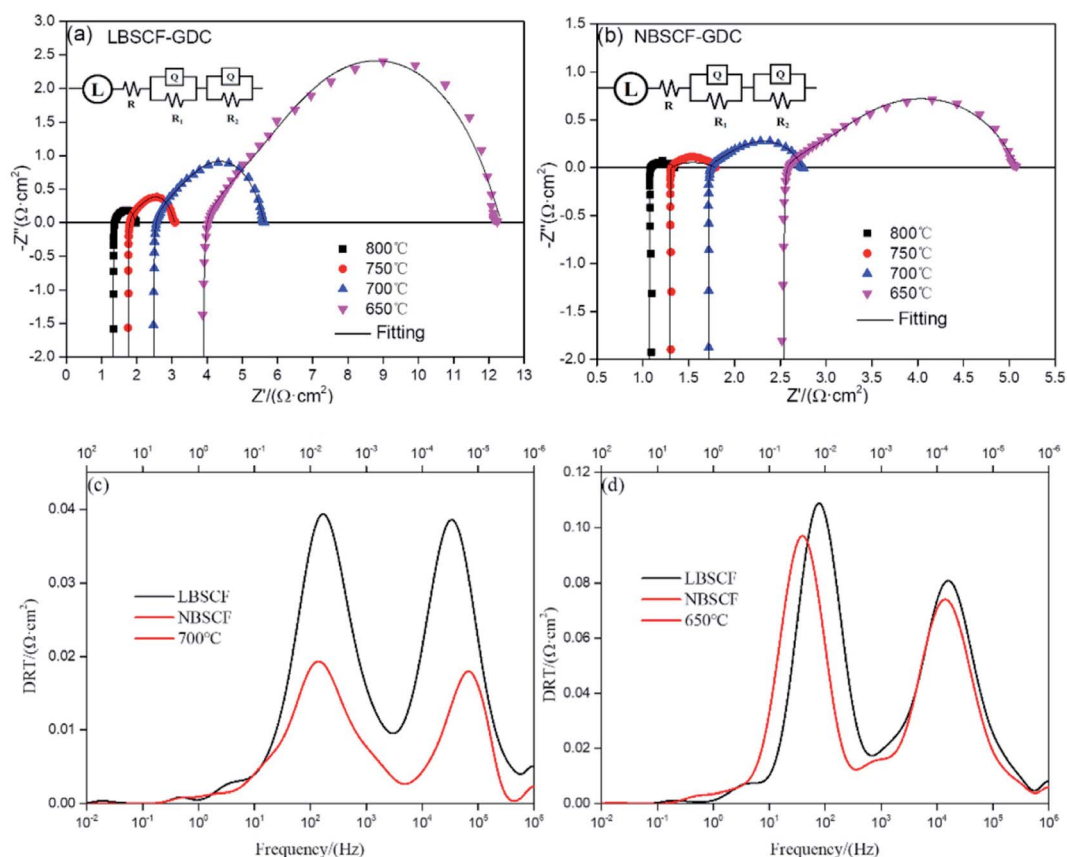 (a) LBSCF-GDC
3.0
2.5
2.0
1.5
1.0
0.5
0.0
-0.5
-1.0
-1.5
-2.0
-Z''/(Ω·cm²)
L
R
Q
R₁
Q
R₂
800℃
750℃
700℃
650℃
Fitting
0 1 2 3 4 5 6 7 8 9 10 11 12 13
Z'/(Ω·cm²)
(b) NBSCF-GDC
1.5
1.0
0.5
0.0
-0.5
-1.0
-1.5
-2.0
-Z''/(Ω·cm²)
L
R
Q
R₁
Q
R₂
800℃
750℃
700℃
650℃
Fitting
0.5 1.0 1.5 2.0 2.5 3.0 3.5 4.0 4.5 5.0 5.5
Z'/(Ω·cm²)
10² 10¹ 10⁰ 10⁻¹ 10⁻² 10⁻³ 10⁻⁴ 10⁻⁵ 10⁻⁶
(c)
0.04
0.03
0.02
0.01
0.00
DRT/(Ω·cm²)
LBSCF
NBSCF
700℃
10⁻² 10⁻¹ 10⁰ 10¹ 10² 10³ 10⁴ 10⁵ 10⁶
Frequency/(Hz)
10² 10¹ 10⁰ 10⁻¹ 10⁻² 10⁻³ 10⁻⁴ 10⁻⁵ 10⁻⁶
(d)
0.12
0.10
0.08
0.06
0.04
0.02
0.00
DRT/(Ω·cm²)
LBSCF
NBSCF
650℃
10⁻² 10⁻¹ 10⁰ 10¹ 10² 10³ 10⁴ 10⁵ 10⁶
Frequency/(Hz)